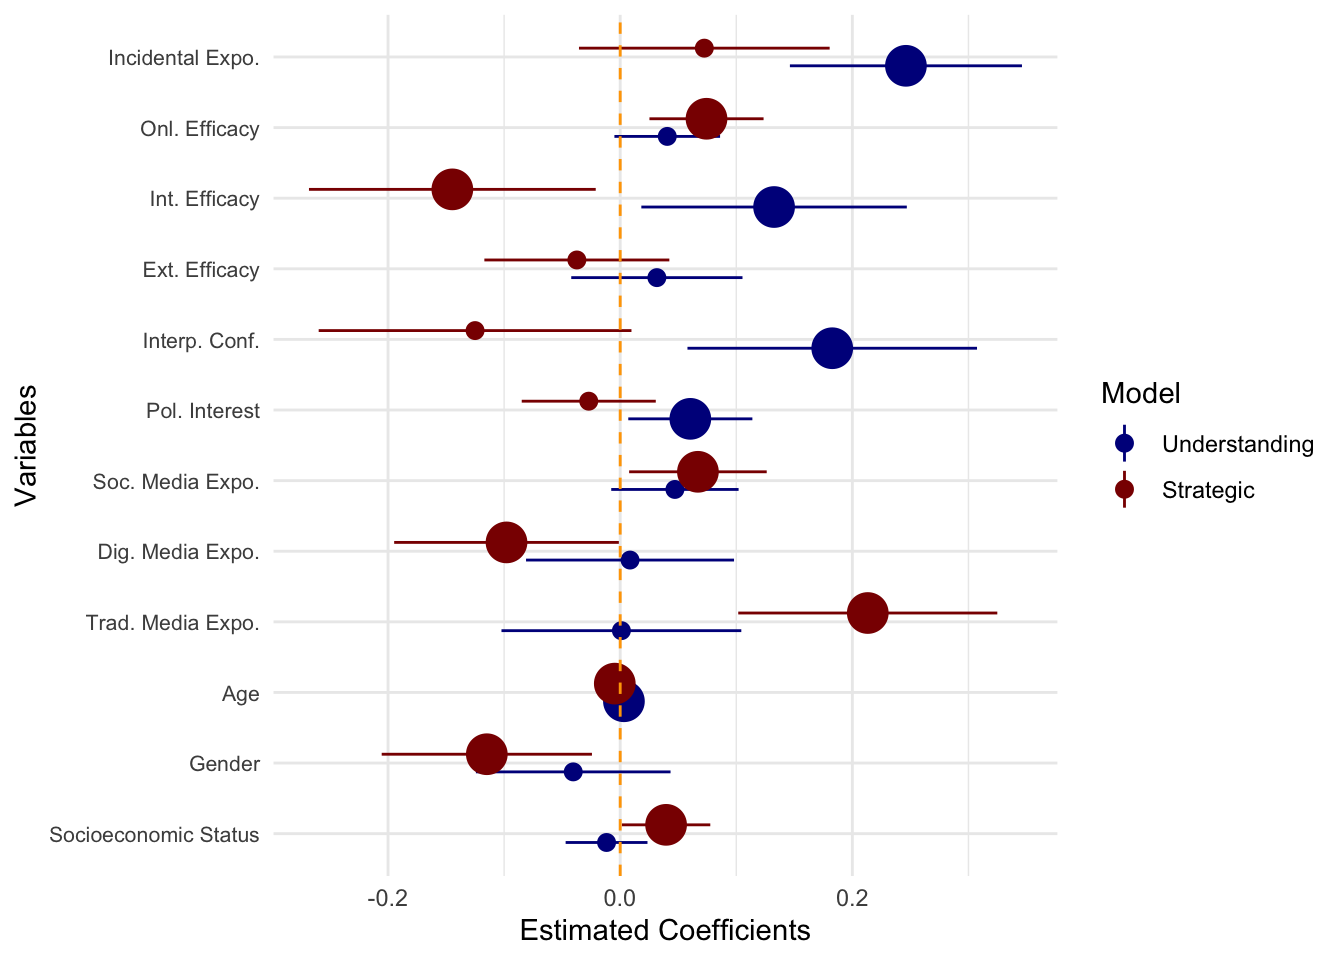 Incidental Expo.
Onl. Efficacy
Int. Efficacy
Ext. Efficacy
Interp. Conf.
Pol. Interest
Soc. Media Expo.
Dig. Media Expo.
Trad. Media Expo.
Age
Gender
Socioeconomic Status
Variables
-0.2
0.0
0.2
Estimated Coefficients
Model
Understanding
Strategic